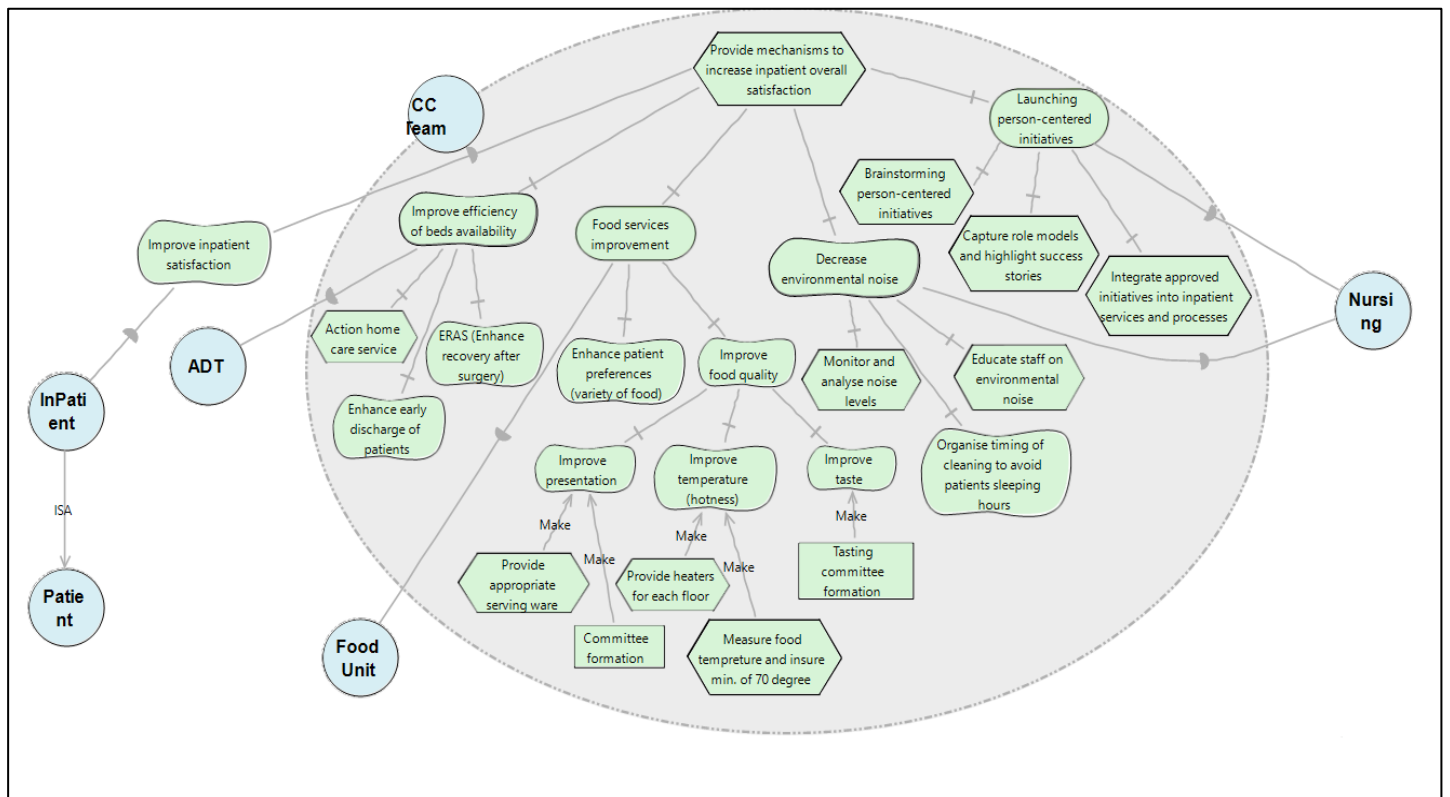 Provide mechanisms to
increase inpatient overall
satisfaction
CC
Team
Launching
person-centered
initiatives
Brainstorming
person-centered
initiatives
Improve efficiency
of beds availability
Food services
improvement
Capture role models
and highlight success
stories
Improve inpatient
satisfaction
Decrease
environmental noise
Integrate approved
initiatives into inpatient
services and processes
Nursi
ng
Action home
care service
ERAS (Enhance
recovery after
surgery)
Enhance patient
preferences
(variety of food)
Improve
food quality
Monitor and
analyse noise
levels
Educate staff on
environmental
noise
ADT
InPati
ent
Enhance early
discharge of
patients
Improve
presentation
Improve
temperature
(hotness)
Improve
taste
Organise timing of
cleaning to avoid
patients sleeping
hours
ISA
Make
Make
Make
Make
Make
Provide
appropriate
serving ware
Provide heaters
for each floor
Tasting
committee
formation
Patie
nt
Food
Unit
Committee
formation
Measure food
tempreture and insure
min. of 70 degree